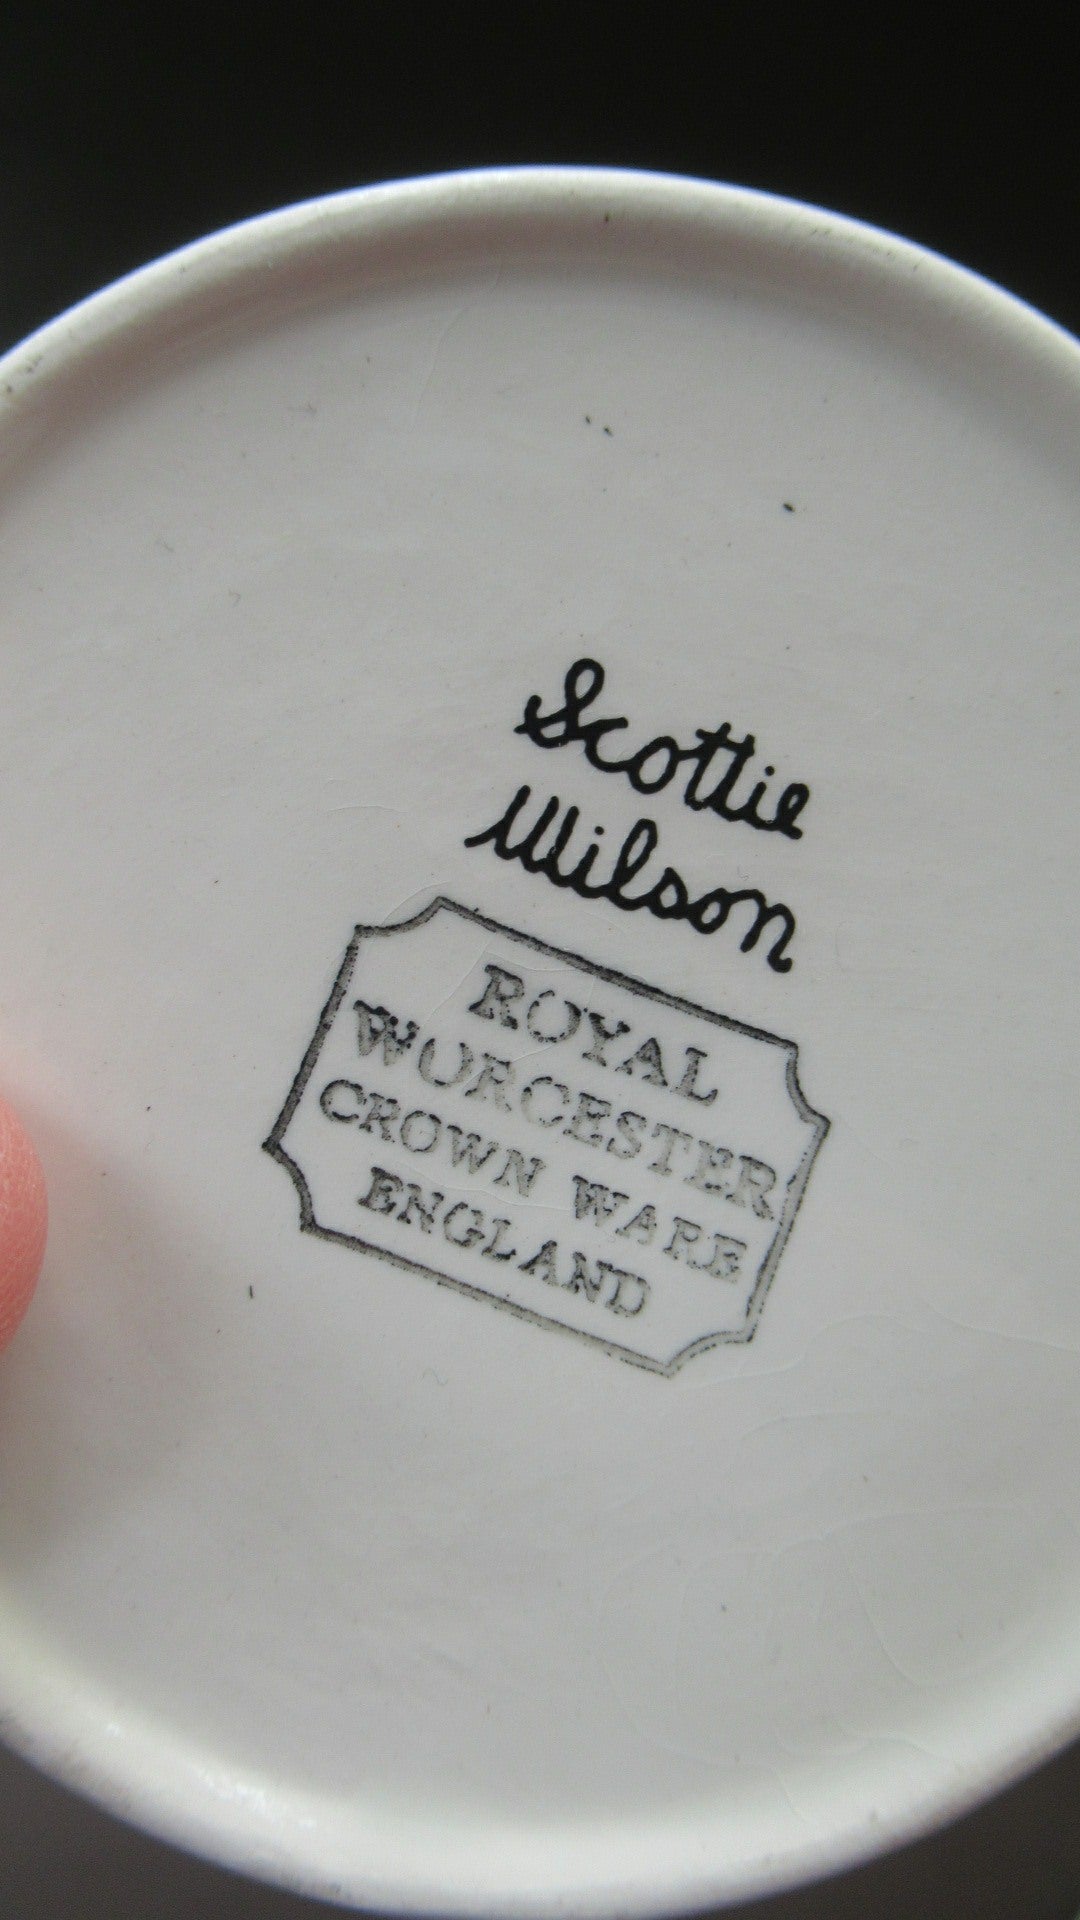 Scottie
Wilson
ROYAL
WORCESTER
CROWN WARE
ENGLAND